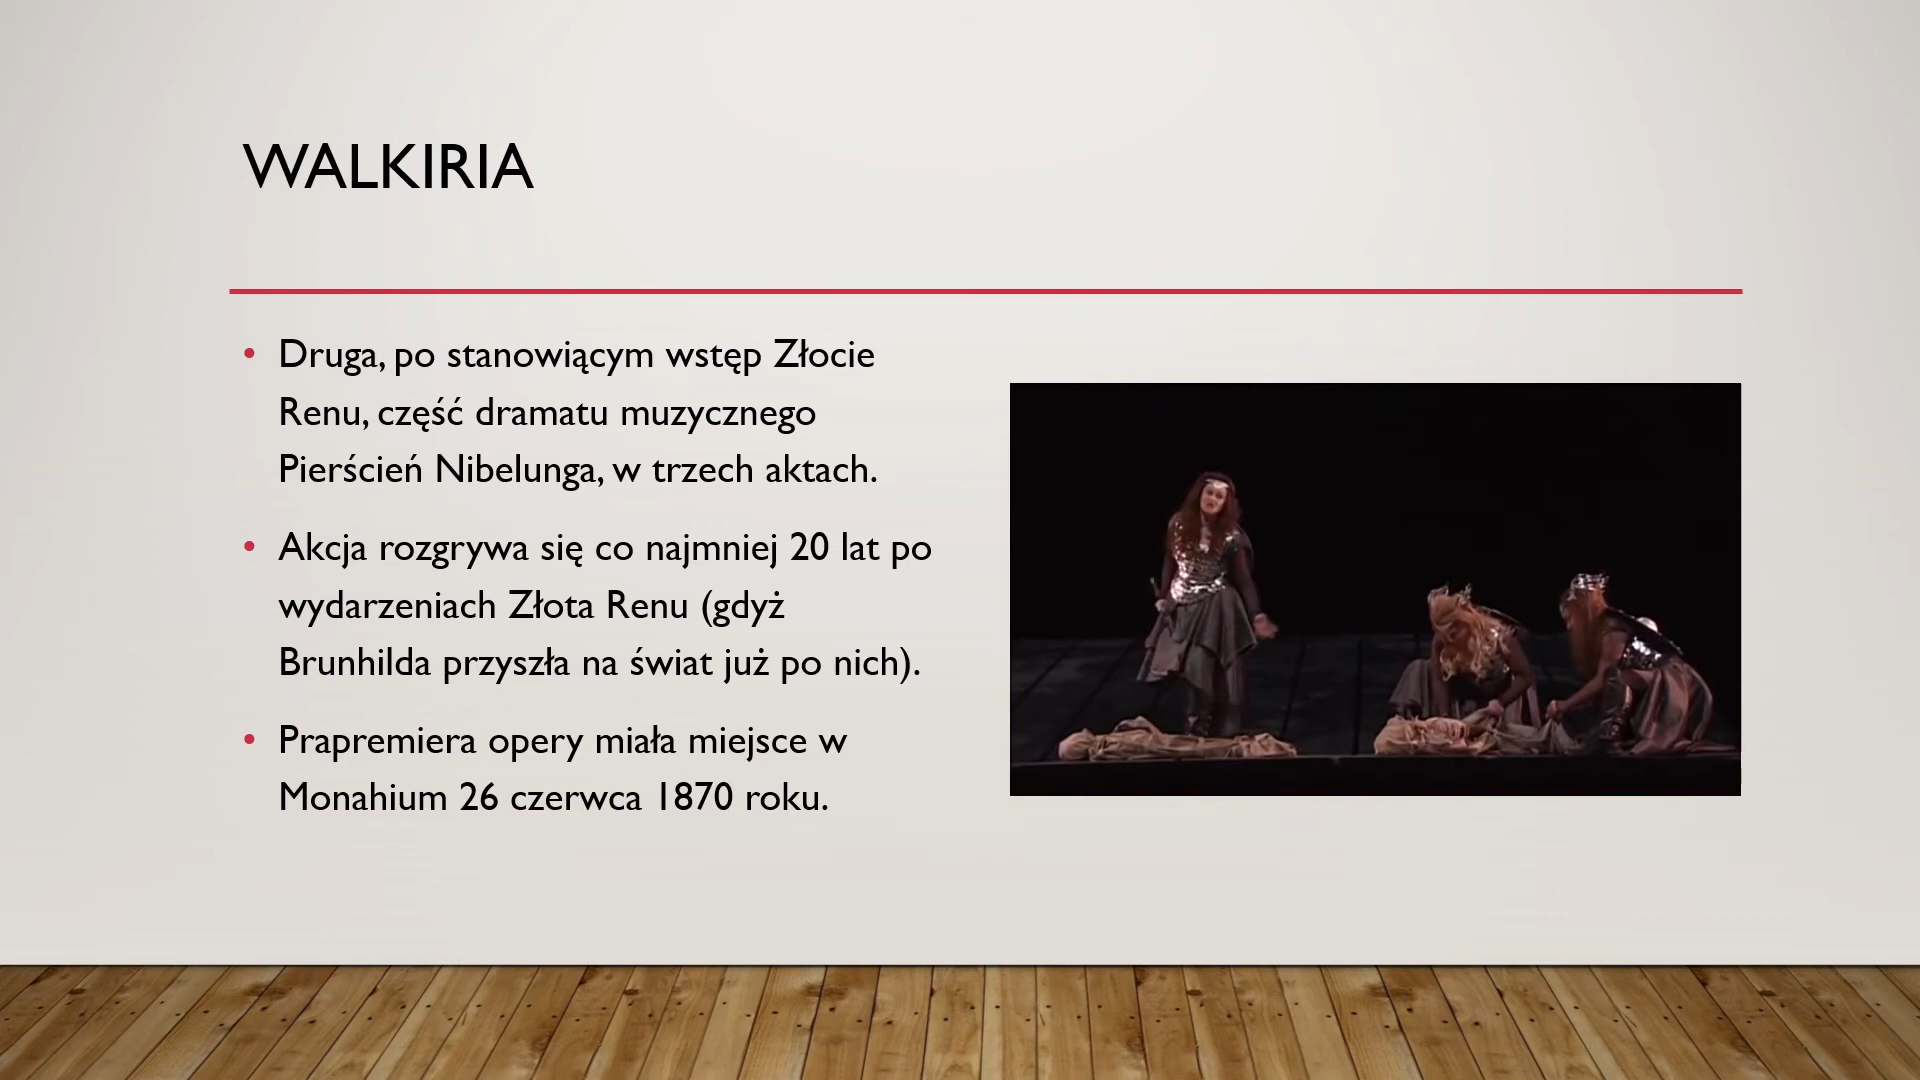 WALKIRIA
• Druga, po stanowiącym wstęp Złocie
Renu, część dramatu muzycznego
Pierścień Nibelunga, w trzech aktach.
• Akcja rozgrywa się co najmniej 20 lat po
wydarzeniach Złota Renu (gdyż
Brunhilda przyszła na świat już po nich).
• Prapremiera opery miała miejsce w
Monahium 26 czerwca 1870 roku.